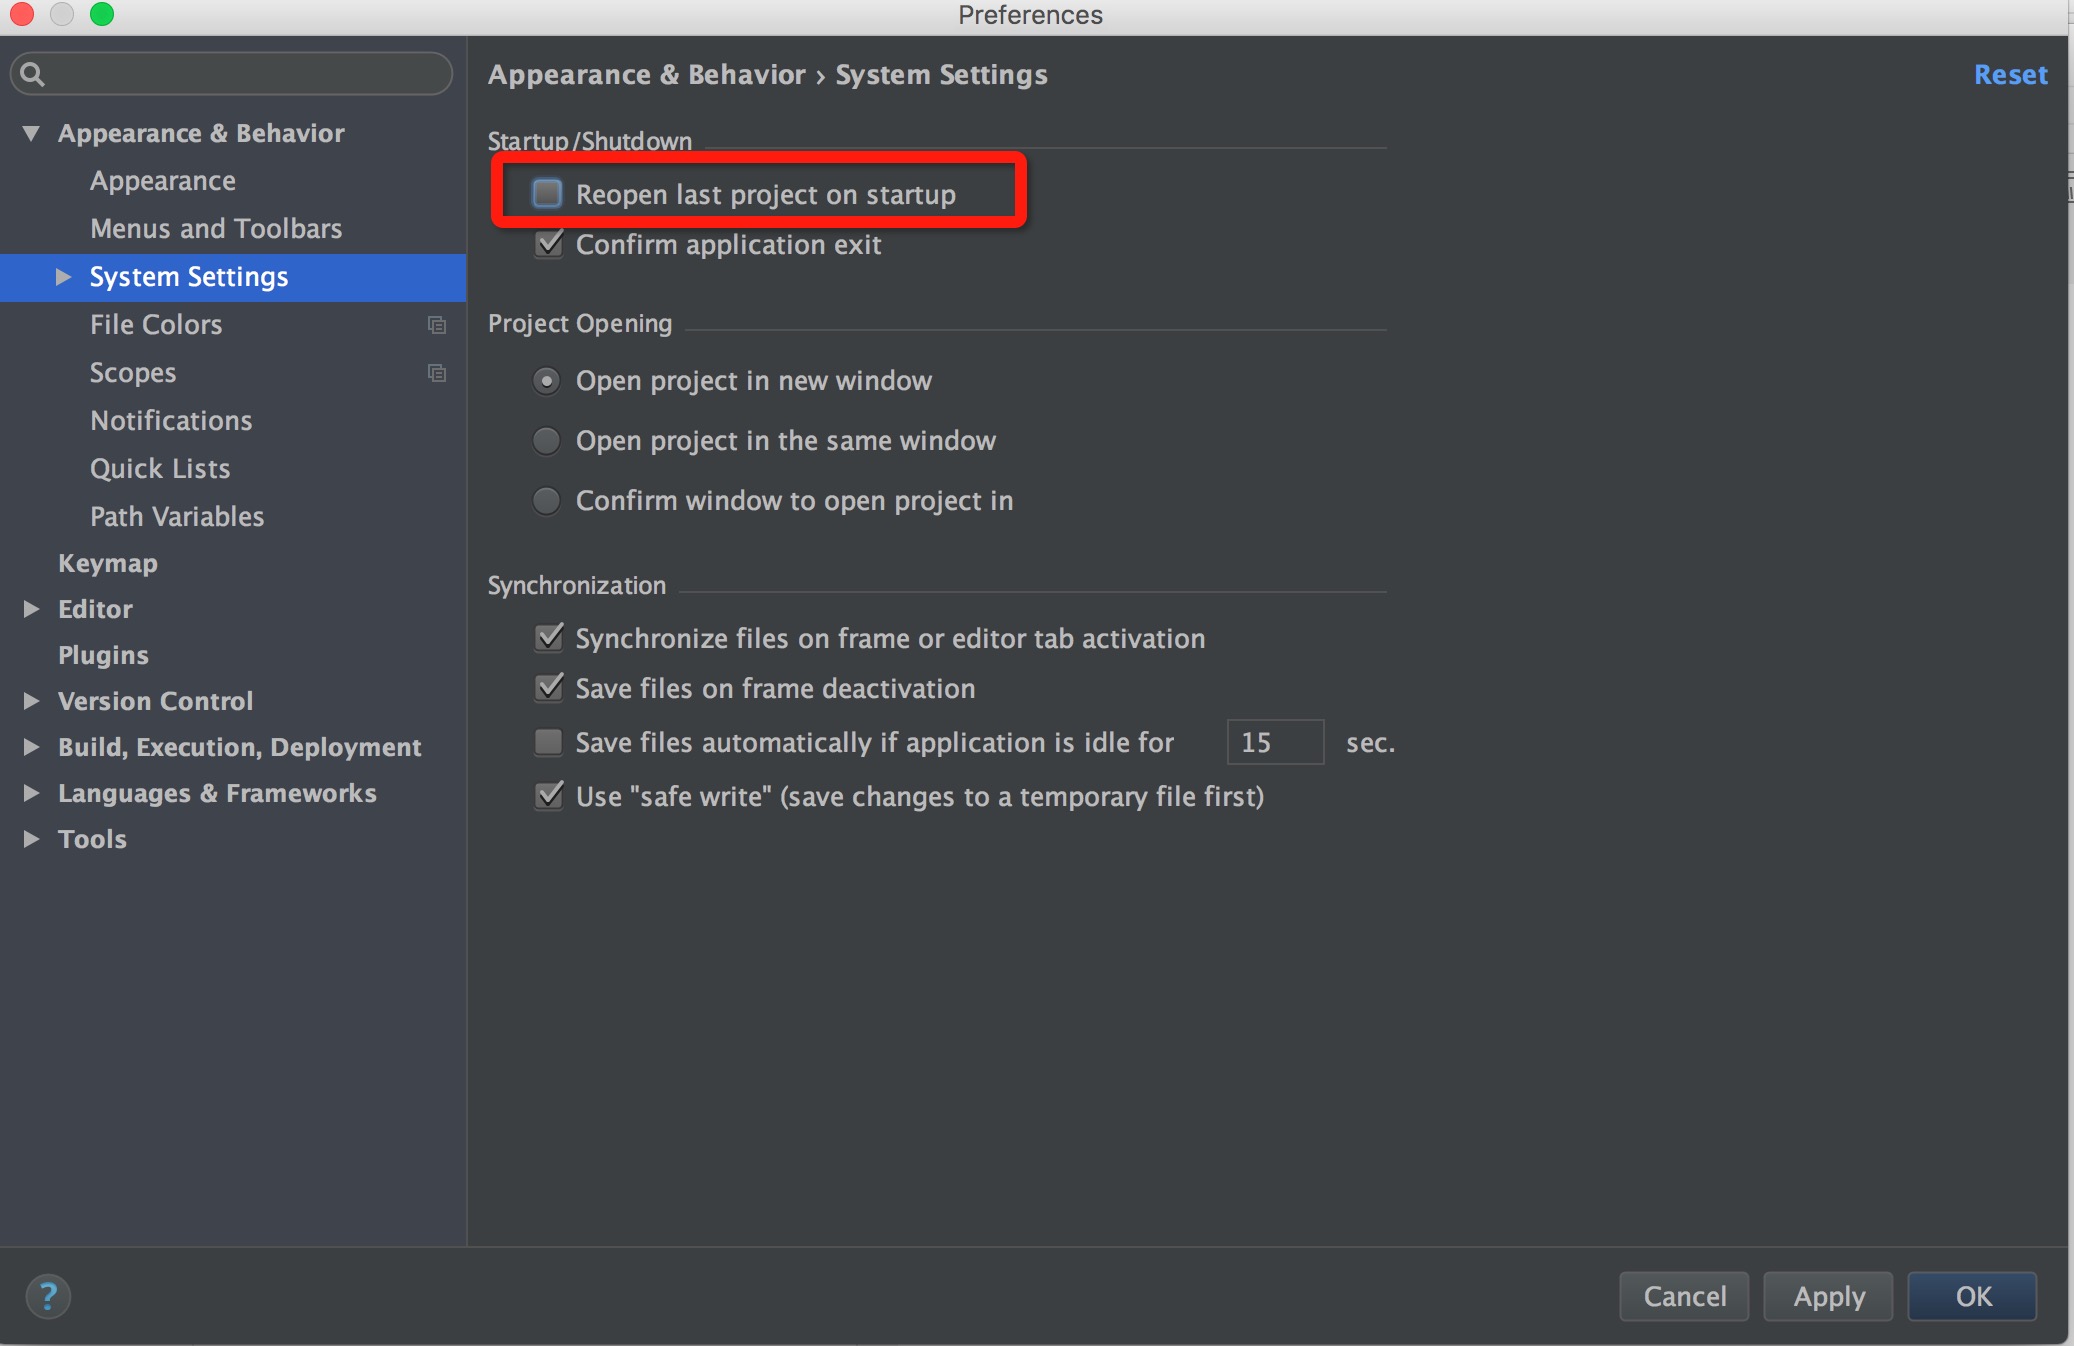 Preferences
Appearance & Behavior
Appearance
Menus and Toolbars
System Settings
File Colors
Scopes
Notifications
Quick Lists
Path Variables
Keymap
Editor
Plugins
Version Control
Build, Execution, Deployment
Languages & Frameworks
Tools
Appearance & Behavior › System Settings
Reset
Startup/Shutdown
Reopen last project on startup
Confirm application exit
Project Opening
Open project in new window
Open project in the same window
Confirm window to open project in
Synchronization
Synchronize files on frame or editor tab activation
Save files on frame deactivation
Save files automatically if application is idle for 15 sec.
Use "safe write" (save changes to a temporary file first)
?
Cancel
Apply
OK